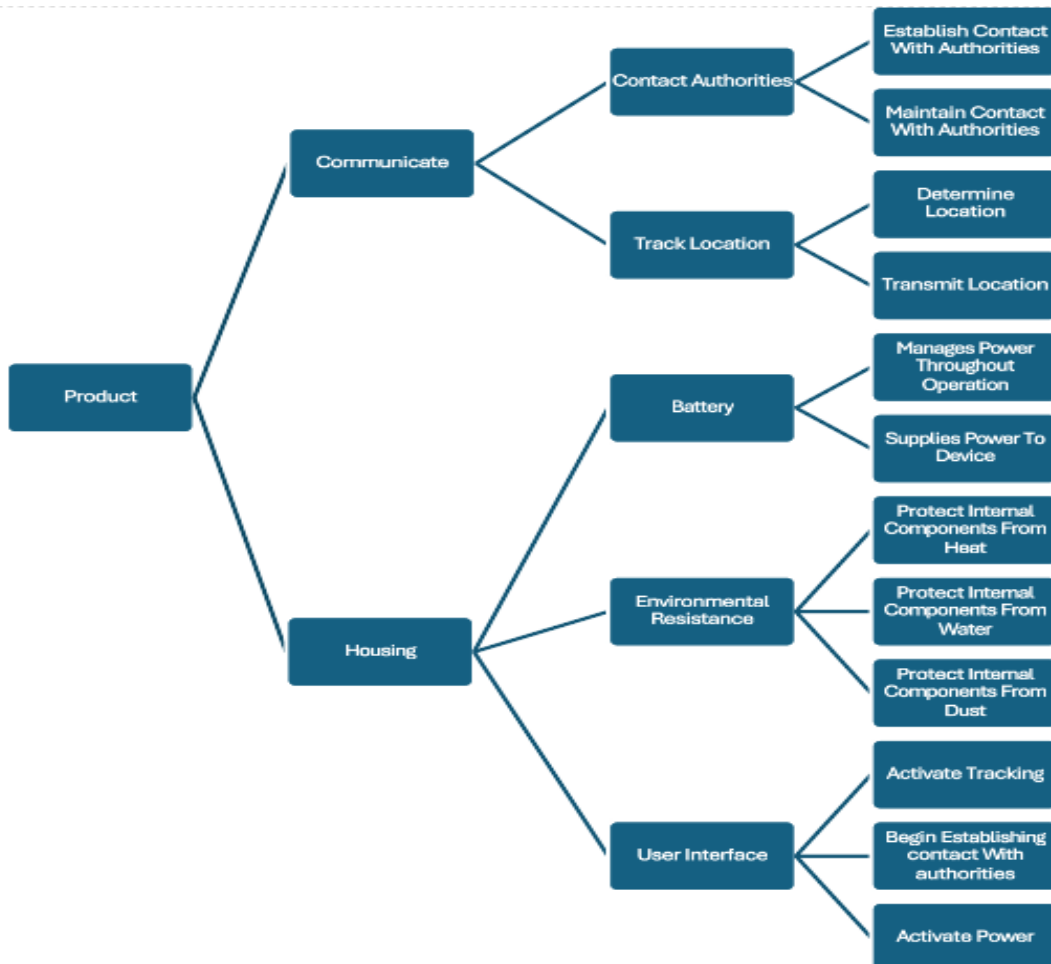 Establish Contact
With Authorities
Contact Authorities
Maintain Contact
With Authorities
Communicate
Determine
Location
Track Location
Transmit Location
Manages Power
Throughout
Operation
Product
Battery
Supplies Power To
Device
Protect Internal
Components From
Heat
Environmental
Resistance
Protect Internal
Components From
Water
Housing
Protect Internal
Components From
Dust
Activate Tracking
User Interface
Begin Establishing
contact With
authorities
Activate Power